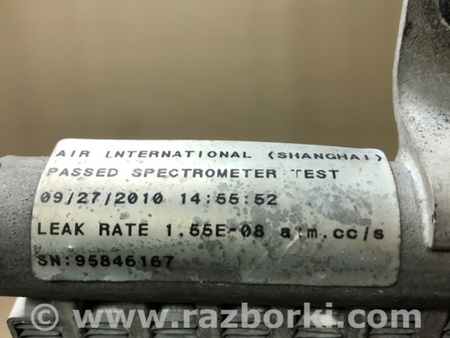 AIR INTERNATIONAL (SHANGHAI)
PASSED SPECTROMETER TEST
09/27/2010 14:55:52
LEAK RATE 1.55E-08 atm.cc/s
SN:95846167
www.razborki.com